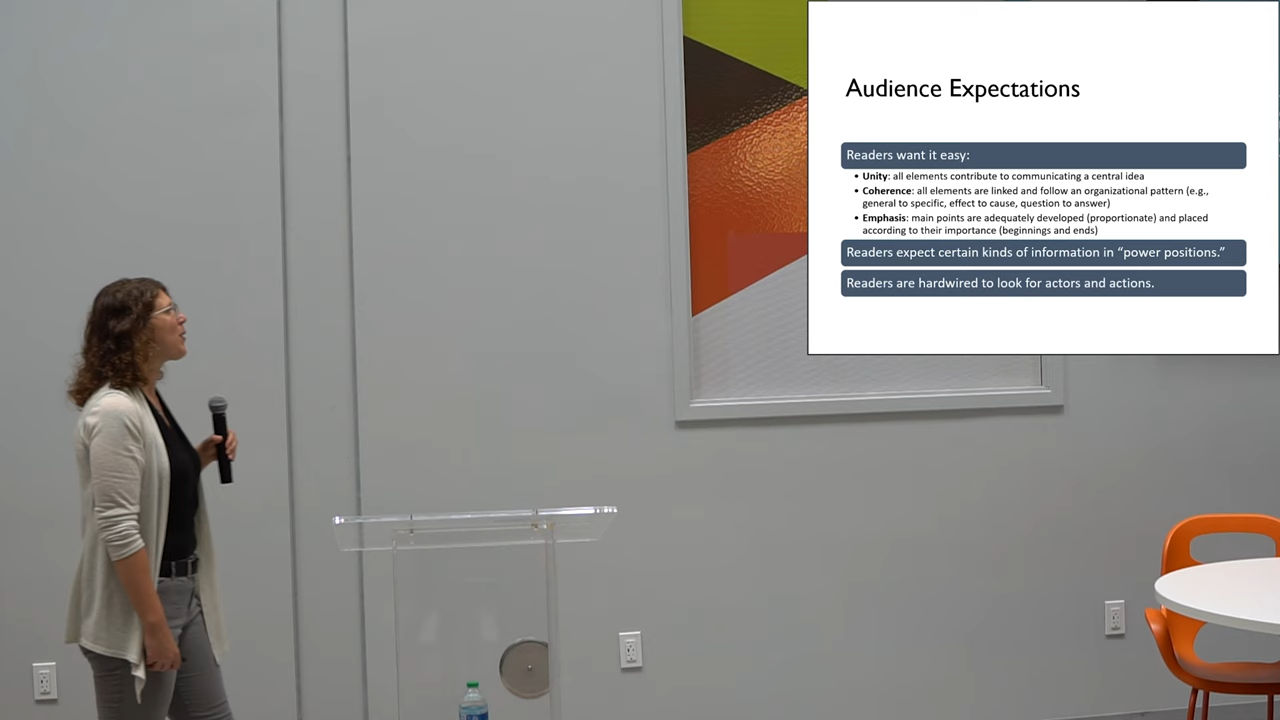 Audience Expectations
Readers want it easy:
• Unity: all elements contribute to communicating a central idea
• Coherence: all elements are linked and follow an organizational pattern (e.g.,
general to specific, effect to cause, question to answer)
• Emphasis: main points are adequately developed (proportionate) and placed
according to their importance (beginnings and ends)
Readers expect certain kinds of information in “power positions.”
Readers are hardwired to look for actors and actions.